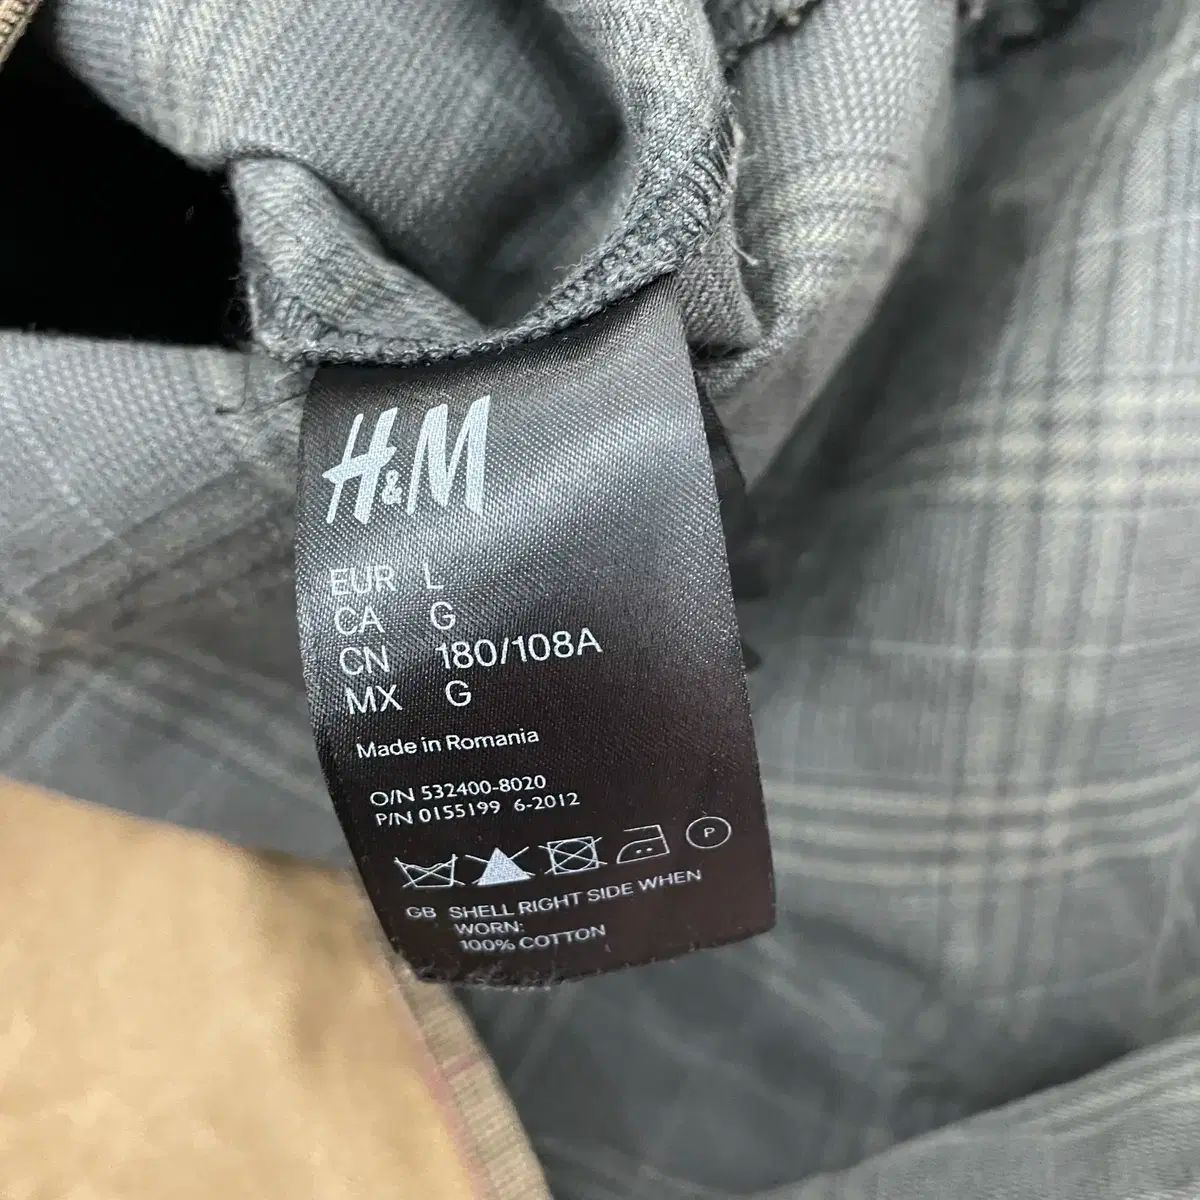 H&M
EUR L
CA G
CN 180/108A
MX G
Made in Romania
O/N 532400-8020
P/N 0155199 6-2012
P
GB SHELL RIGHT SIDE WHEN
WORN:
100% COTTON